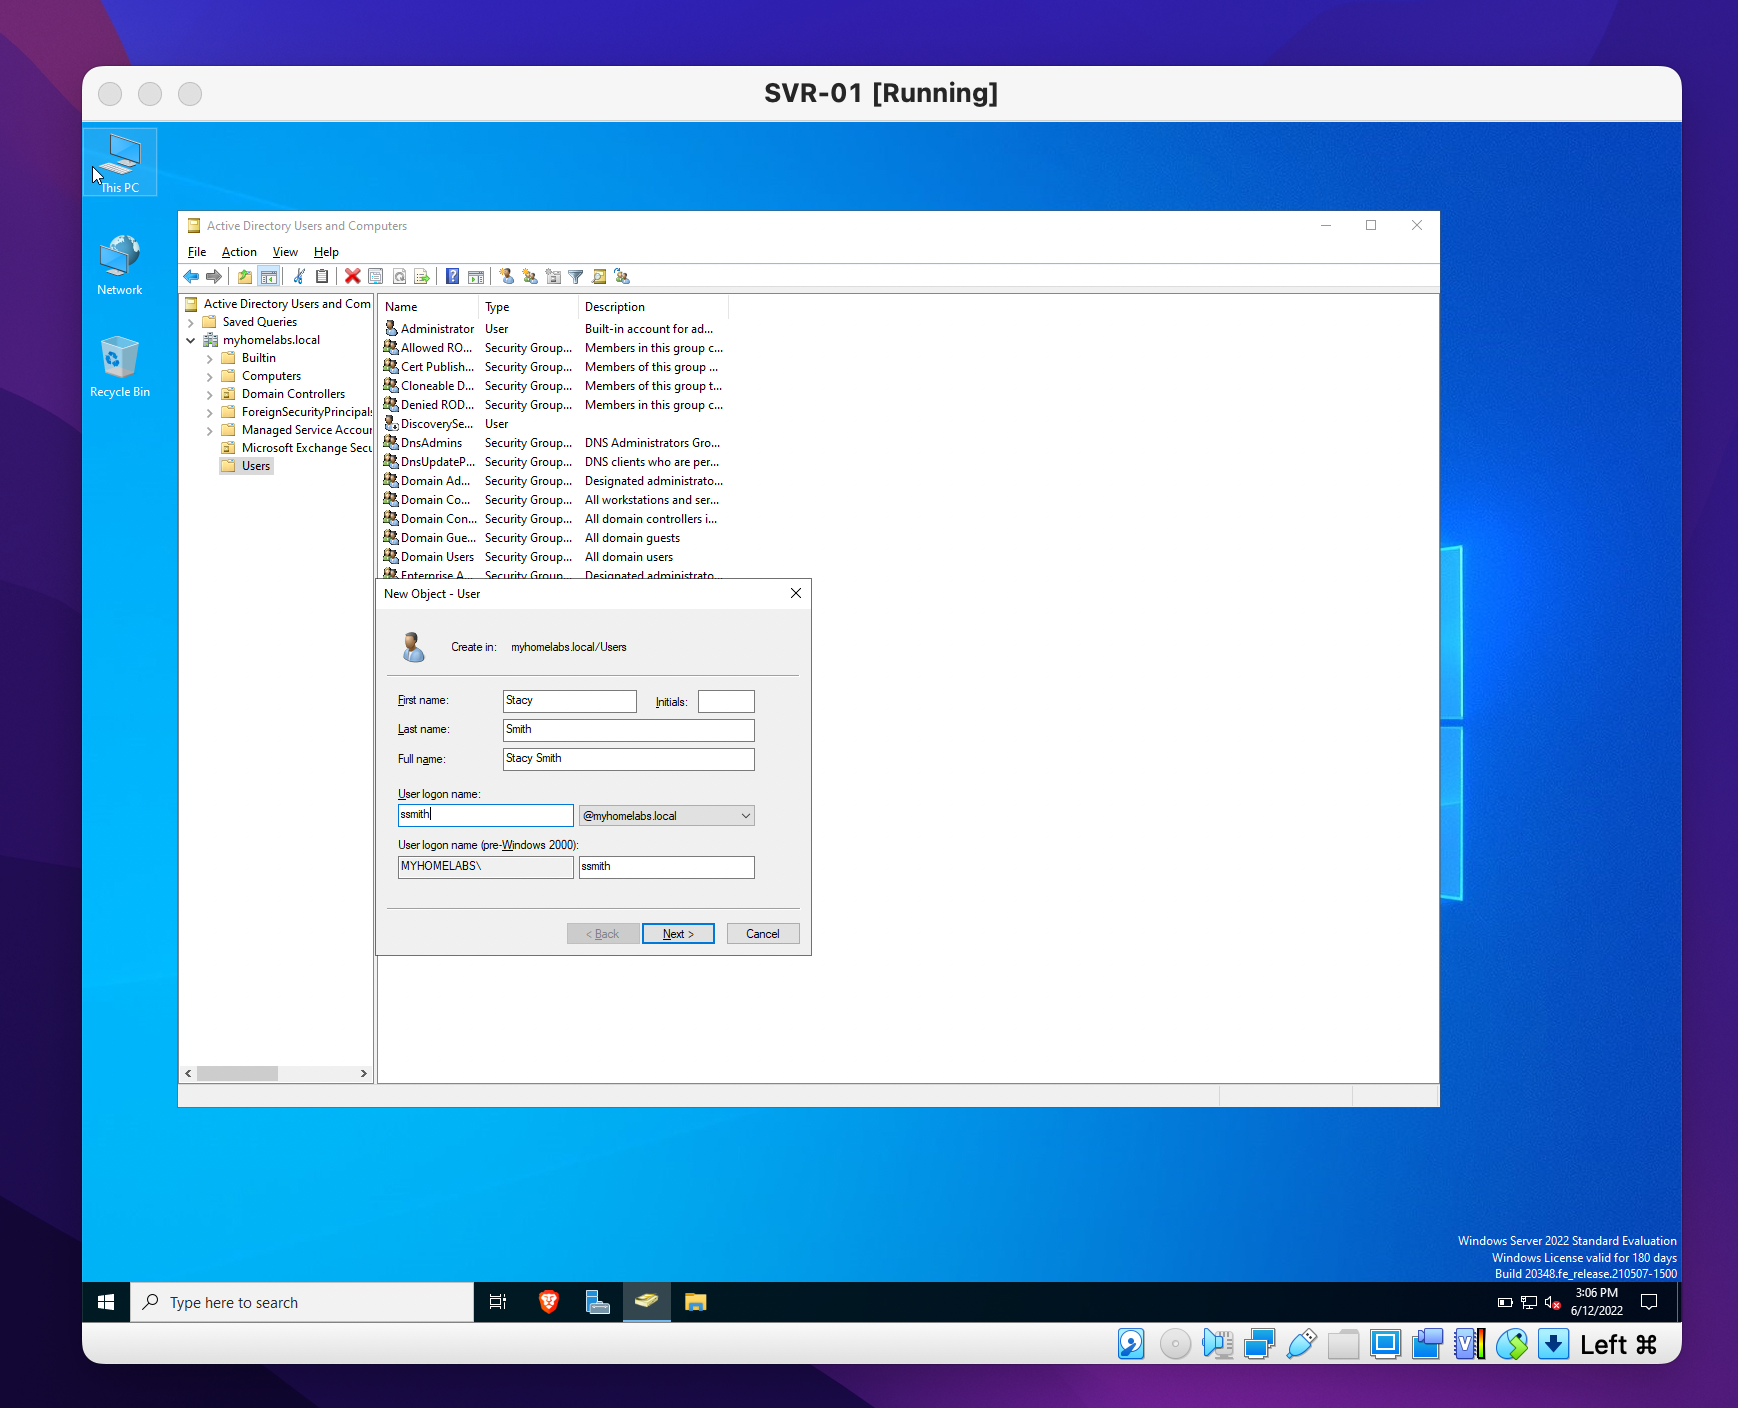 SVR-01 [Running]
This PC
Network
Recycle Bin
Active Directory Users and Computers
File Action View Help
Active Directory Users and Com
Saved Queries
myhomelabs.local
Builtin
Computers
Domain Controllers
ForeignSecurityPrincipals
Managed Service Accour
Microsoft Exchange Secu
Users
Name Type Description
Administrator User Built-in account for ad...
Allowed RO... Security Group... Members in this group c...
Cert Publish... Security Group... Members of this group ...
Cloneable D... Security Group... Members of this group t...
Denied ROD... Security Group... Members in this group c...
DiscoverySe... User
DnsAdmins Security Group... DNS Administrators Gro...
DnsUpdateP... Security Group... DNS clients who are per...
Domain Ad... Security Group... Designated administrato...
Domain Co... Security Group... All workstations and ser...
Domain Con... Security Group... All domain controllers i...
Domain Gue... Security Group... All domain guests
Domain Users Security Group... All domain users
Enterprise A... Security Group... Designated administrato...
New Object - User
Create in: myhomelabs.local/Users
First name: Stacy Initials:
Last name: Smith
Full name: Stacy Smith
User logon name:
ssmith @myhomelabs.local
User logon name (pre-Windows 2000):
MYHOMELABS\ ssmith
< Back Next > Cancel
Windows Server 2022 Standard Evaluation
Windows License valid for 180 days
Build 20348.fe_release.210507-1500
Type here to search
3:06 PM
6/12/2022
Left ⌘